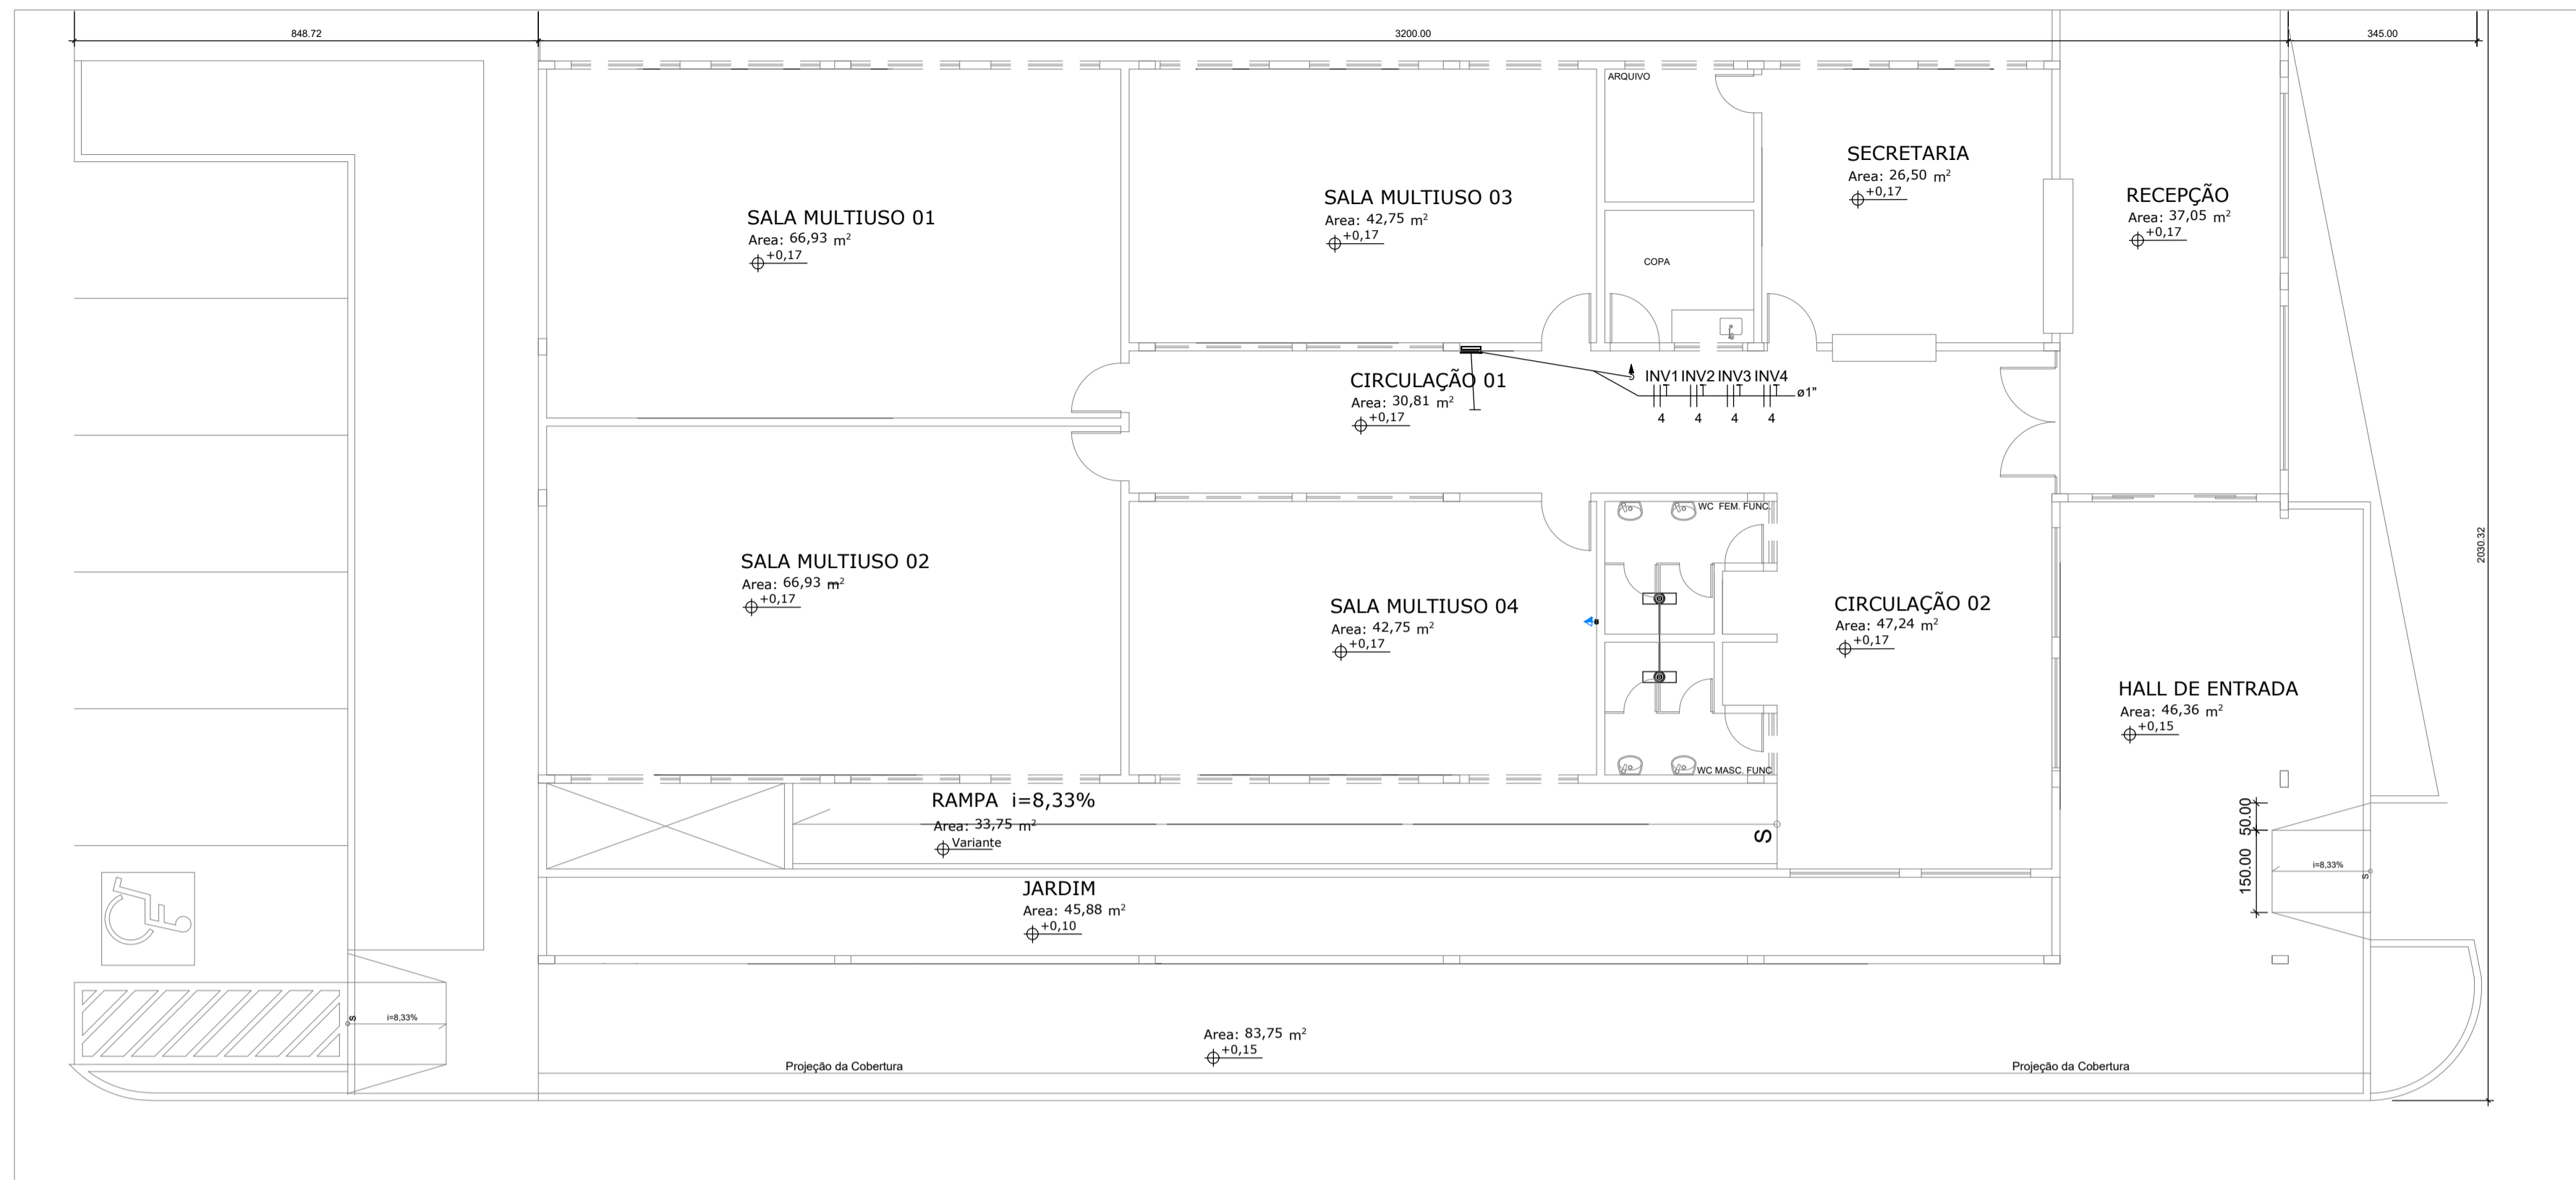 848.72
3200.00
345.00
ARQUIVO
SECRETARIA
Area: 26,50 m²
+0,17
RECEPÇÃO
Area: 37,05 m²
+0,17
SALA MULTIUSO 03
Area: 42,75 m²
+0,17
SALA MULTIUSO 01
Area: 66,93 m²
+0,17
COPA
CIRCULAÇÃO 01
Area: 30,81 m²
+0,17
INV1 INV2 INV3 INV4
ø1"
4 4 4 4
WC FEM. FUNC.
2030.32
SALA MULTIUSO 02
Area: 66,93 m²
+0,17
SALA MULTIUSO 04
Area: 42,75 m²
+0,17
CIRCULAÇÃO 02
Area: 47,24 m²
+0,17
HALL DE ENTRADA
Area: 46,36 m²
+0,15
WC MASC. FUNC
RAMPA i=8,33%
Area: 33,75 m²
Variante
S
50.00
150.00
i=8,33%
S
JARDIM
Area: 45,88 m²
+0,10
S
i=8,33%
Area: 83,75 m²
+0,15
Projeção da Cobertura
Projeção da Cobertura